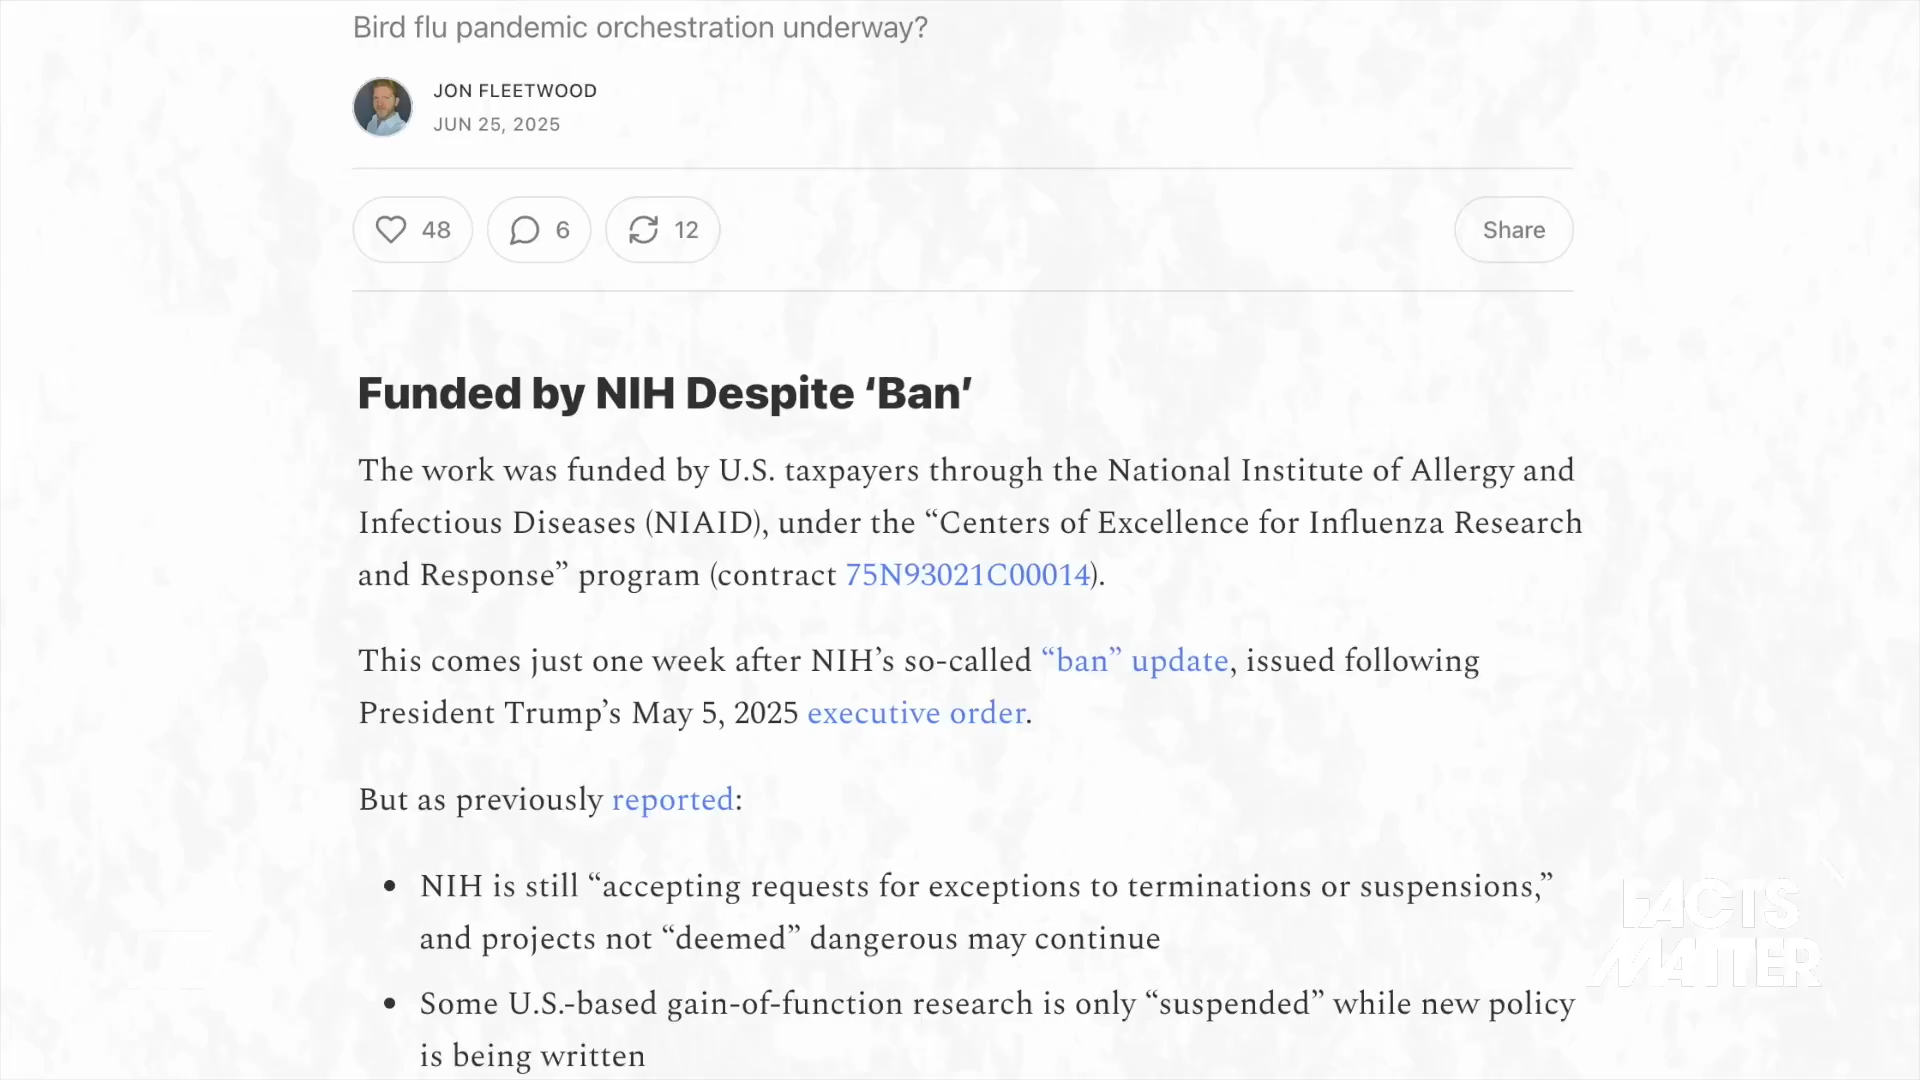 Bird flu pandemic orchestration underway?
JON FLEETWOOD
JUN 25, 2025
48
6
12
Share
Funded by NIH Despite ‘Ban’
The work was funded by U.S. taxpayers through the National Institute of Allergy and
Infectious Diseases (NIAID), under the “Centers of Excellence for Influenza Research
and Response” program (contract 75N93021C00014).
This comes just one week after NIH’s so-called “ban” update, issued following
President Trump’s May 5, 2025 executive order.
But as previously reported:
• NIH is still “accepting requests for exceptions to terminations or suspensions,”
and projects not “deemed” dangerous may continue
• Some U.S.-based gain-of-function research is only “suspended” while new policy
is being written
FACTS
MATTER